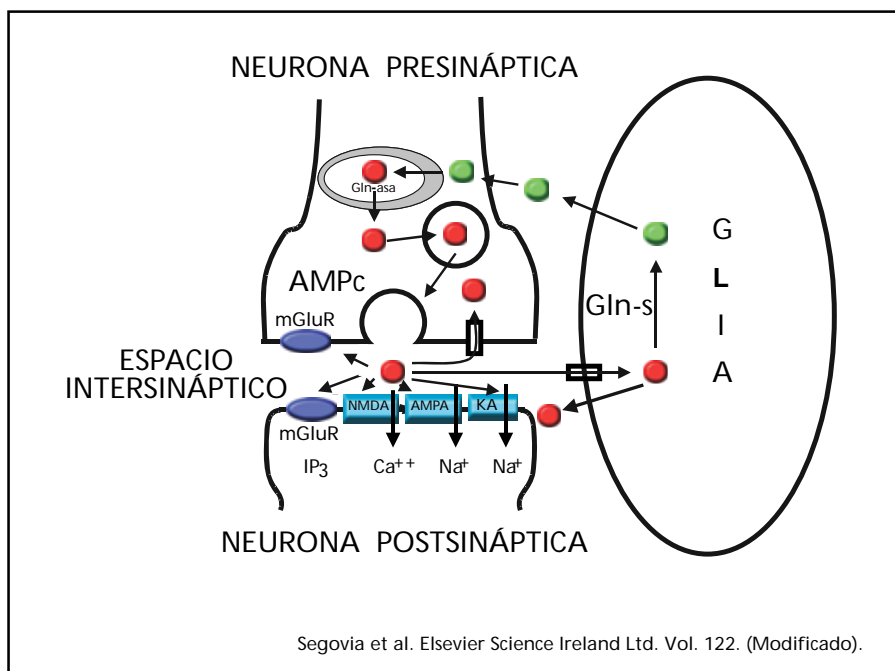 NEURONA PRESINÁPTICA
Gln-asa
AMPc
mGluR
ESPACIO
INTERSINÁPTICO
Gln-s
G
L
I
A
NMDA
AMPA
KA
mGluR
IP3
Ca++
Na+
Na+
NEURONA POSTSINÁPTICA
Segovia et al. Elsevier Science Ireland Ltd. Vol. 122. (Modificado).